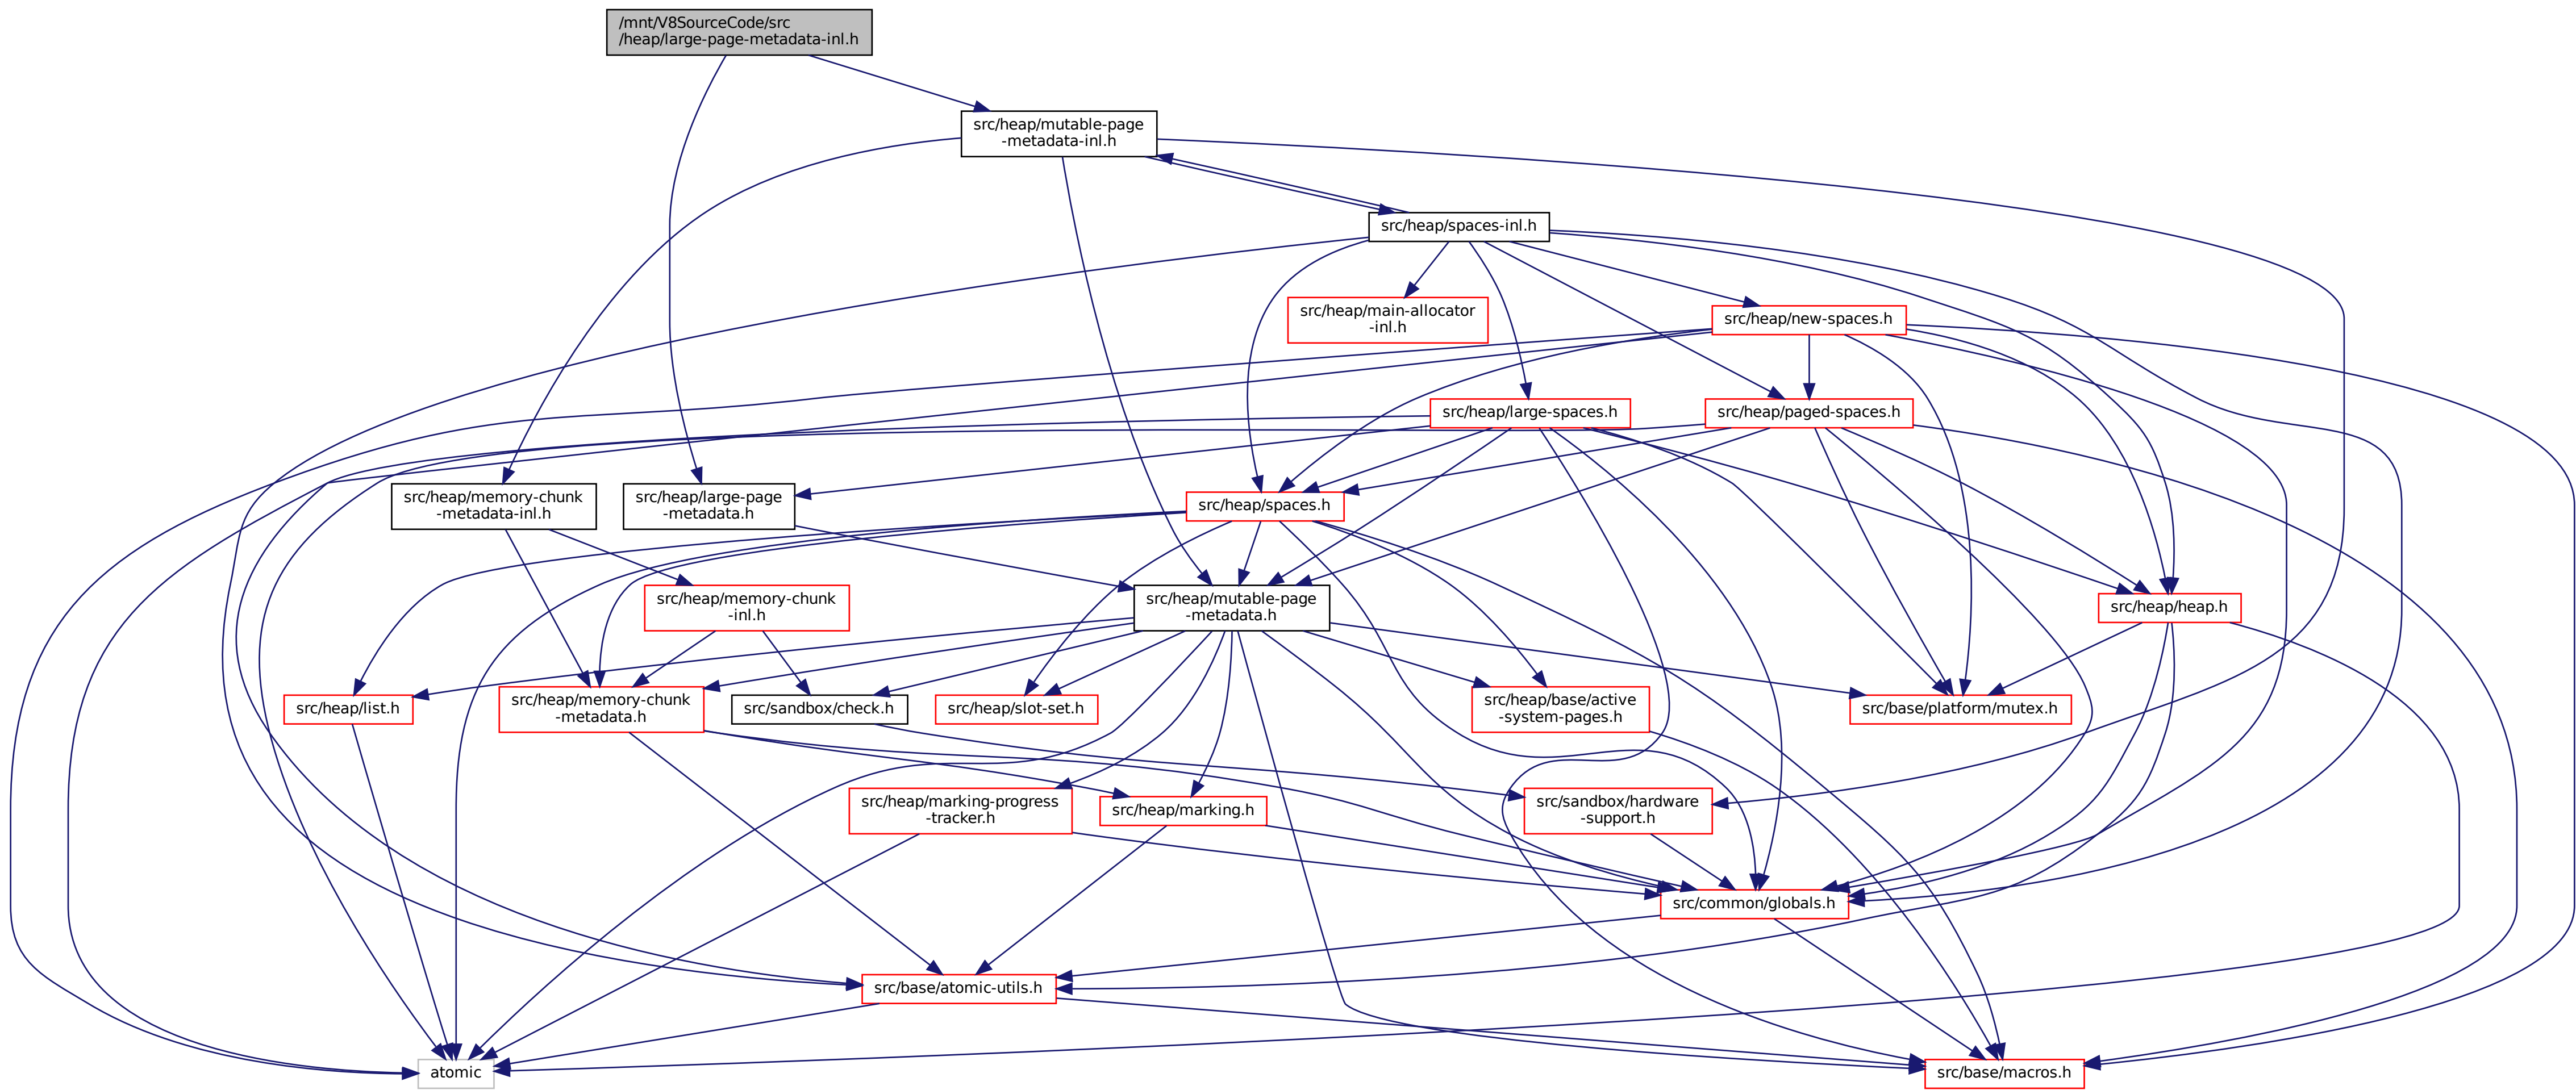 /mnt/V8SourceCode/src
/heap/large-page-metadata-inl.h
src/heap/mutable-page
-metadata-inl.h
src/heap/spaces-inl.h
src/heap/main-allocator
-inl.h
src/heap/new-spaces.h
src/heap/large-spaces.h
src/heap/paged-spaces.h
src/heap/memory-chunk
-metadata-inl.h
src/heap/large-page
-metadata.h
src/heap/spaces.h
src/heap/memory-chunk
-inl.h
src/heap/mutable-page
-metadata.h
src/heap/heap.h
src/heap/list.h
src/heap/memory-chunk
-metadata.h
src/sandbox/check.h
src/heap/slot-set.h
src/heap/base/active
-system-pages.h
src/base/platform/mutex.h
src/heap/marking-progress
-tracker.h
src/heap/marking.h
src/sandbox/hardware
-support.h
src/common/globals.h
src/base/atomic-utils.h
atomic
src/base/macros.h